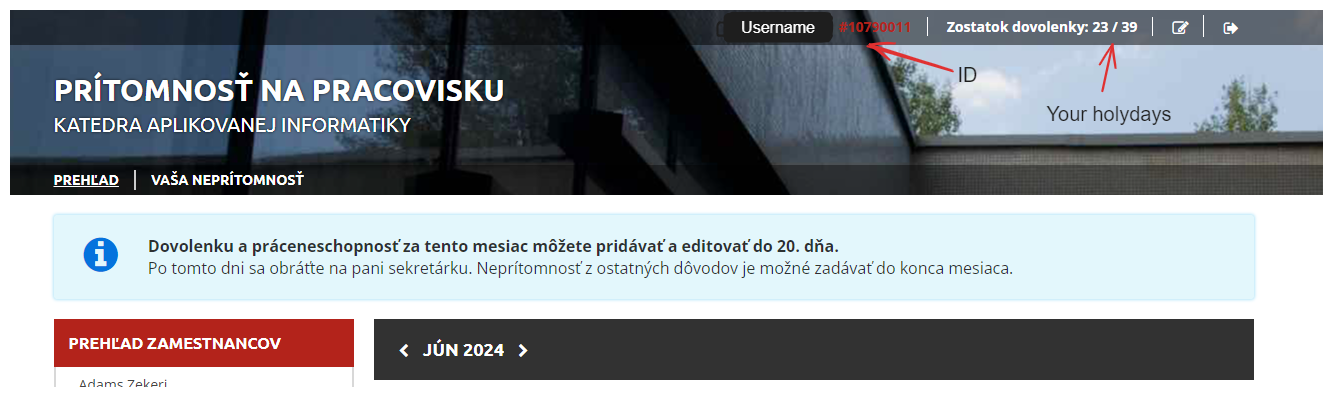 Username #10790011 Zostatok dovolenky: 23 / 39
ID
Your holydays
PRÍTOMNOSŤ NA PRACOVISKU
KATEDRA APLIKOVANEJ INFORMATIKY
PREHĽAD VAŠA NEPRÍTOMNOSŤ
Dovolenku a práceneschopnosť za tento mesiac môžete pridávať a editovať do 20. dňa.
Po tomto dni sa obráťte na pani sekretárku. Neprítomnosť z ostatných dôvodov je možné zadávať do konca mesiaca.
PREHĽAD ZAMESTNANCOV
JÚN 2024
Adams Zekeri